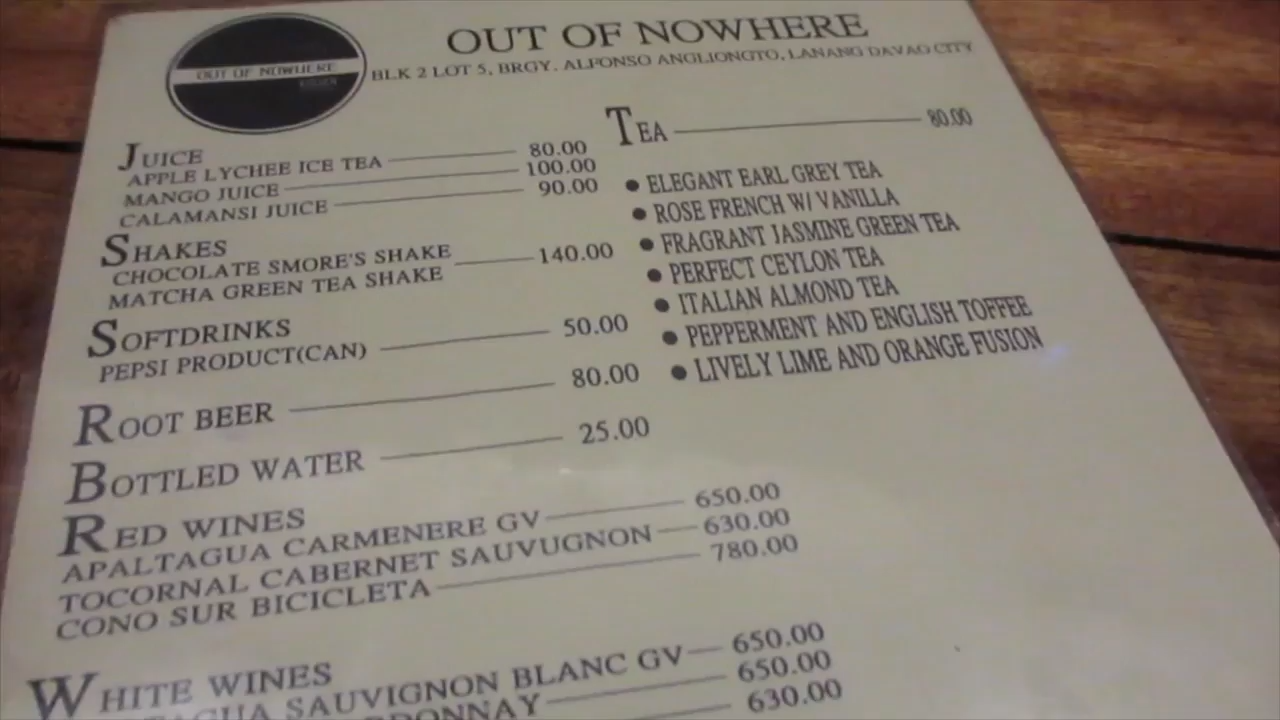 OUT OF NOWHERE
OUT OF NOWHERE
BLK 2 LOT 5, BRGY. ALFONSO ANGLIONGTO, LANANG DAVAO CITY
JUICE
APPLE LYCHEE ICE TEA 80.00
MANGO JUICE 100.00
CALAMANSI JUICE 90.00
SHAKES
CHOCOLATE SMORE'S SHAKE 140.00
MATCHA GREEN TEA SHAKE
SOFTDRINKS
PEPSI PRODUCT(CAN) 50.00
ROOT BEER 80.00
BOTTLED WATER 25.00
RED WINES
APALTAGUA CARMENERE GV 650.00
TOCORNAL CABERNET SAUVUGNON 630.00
CONO SUR BICICLETA 780.00
WHITE WINES
SAUVIGNON BLANC GV 650.00
650.00
630.00
TEA 80.00
• ELEGANT EARL GREY TEA
• ROSE FRENCH W/ VANILLA
• FRAGRANT JASMINE GREEN TEA
• PERFECT CEYLON TEA
• ITALIAN ALMOND TEA
• PEPPERMENT AND ENGLISH TOFFEE
• LIVELY LIME AND ORANGE FUSION